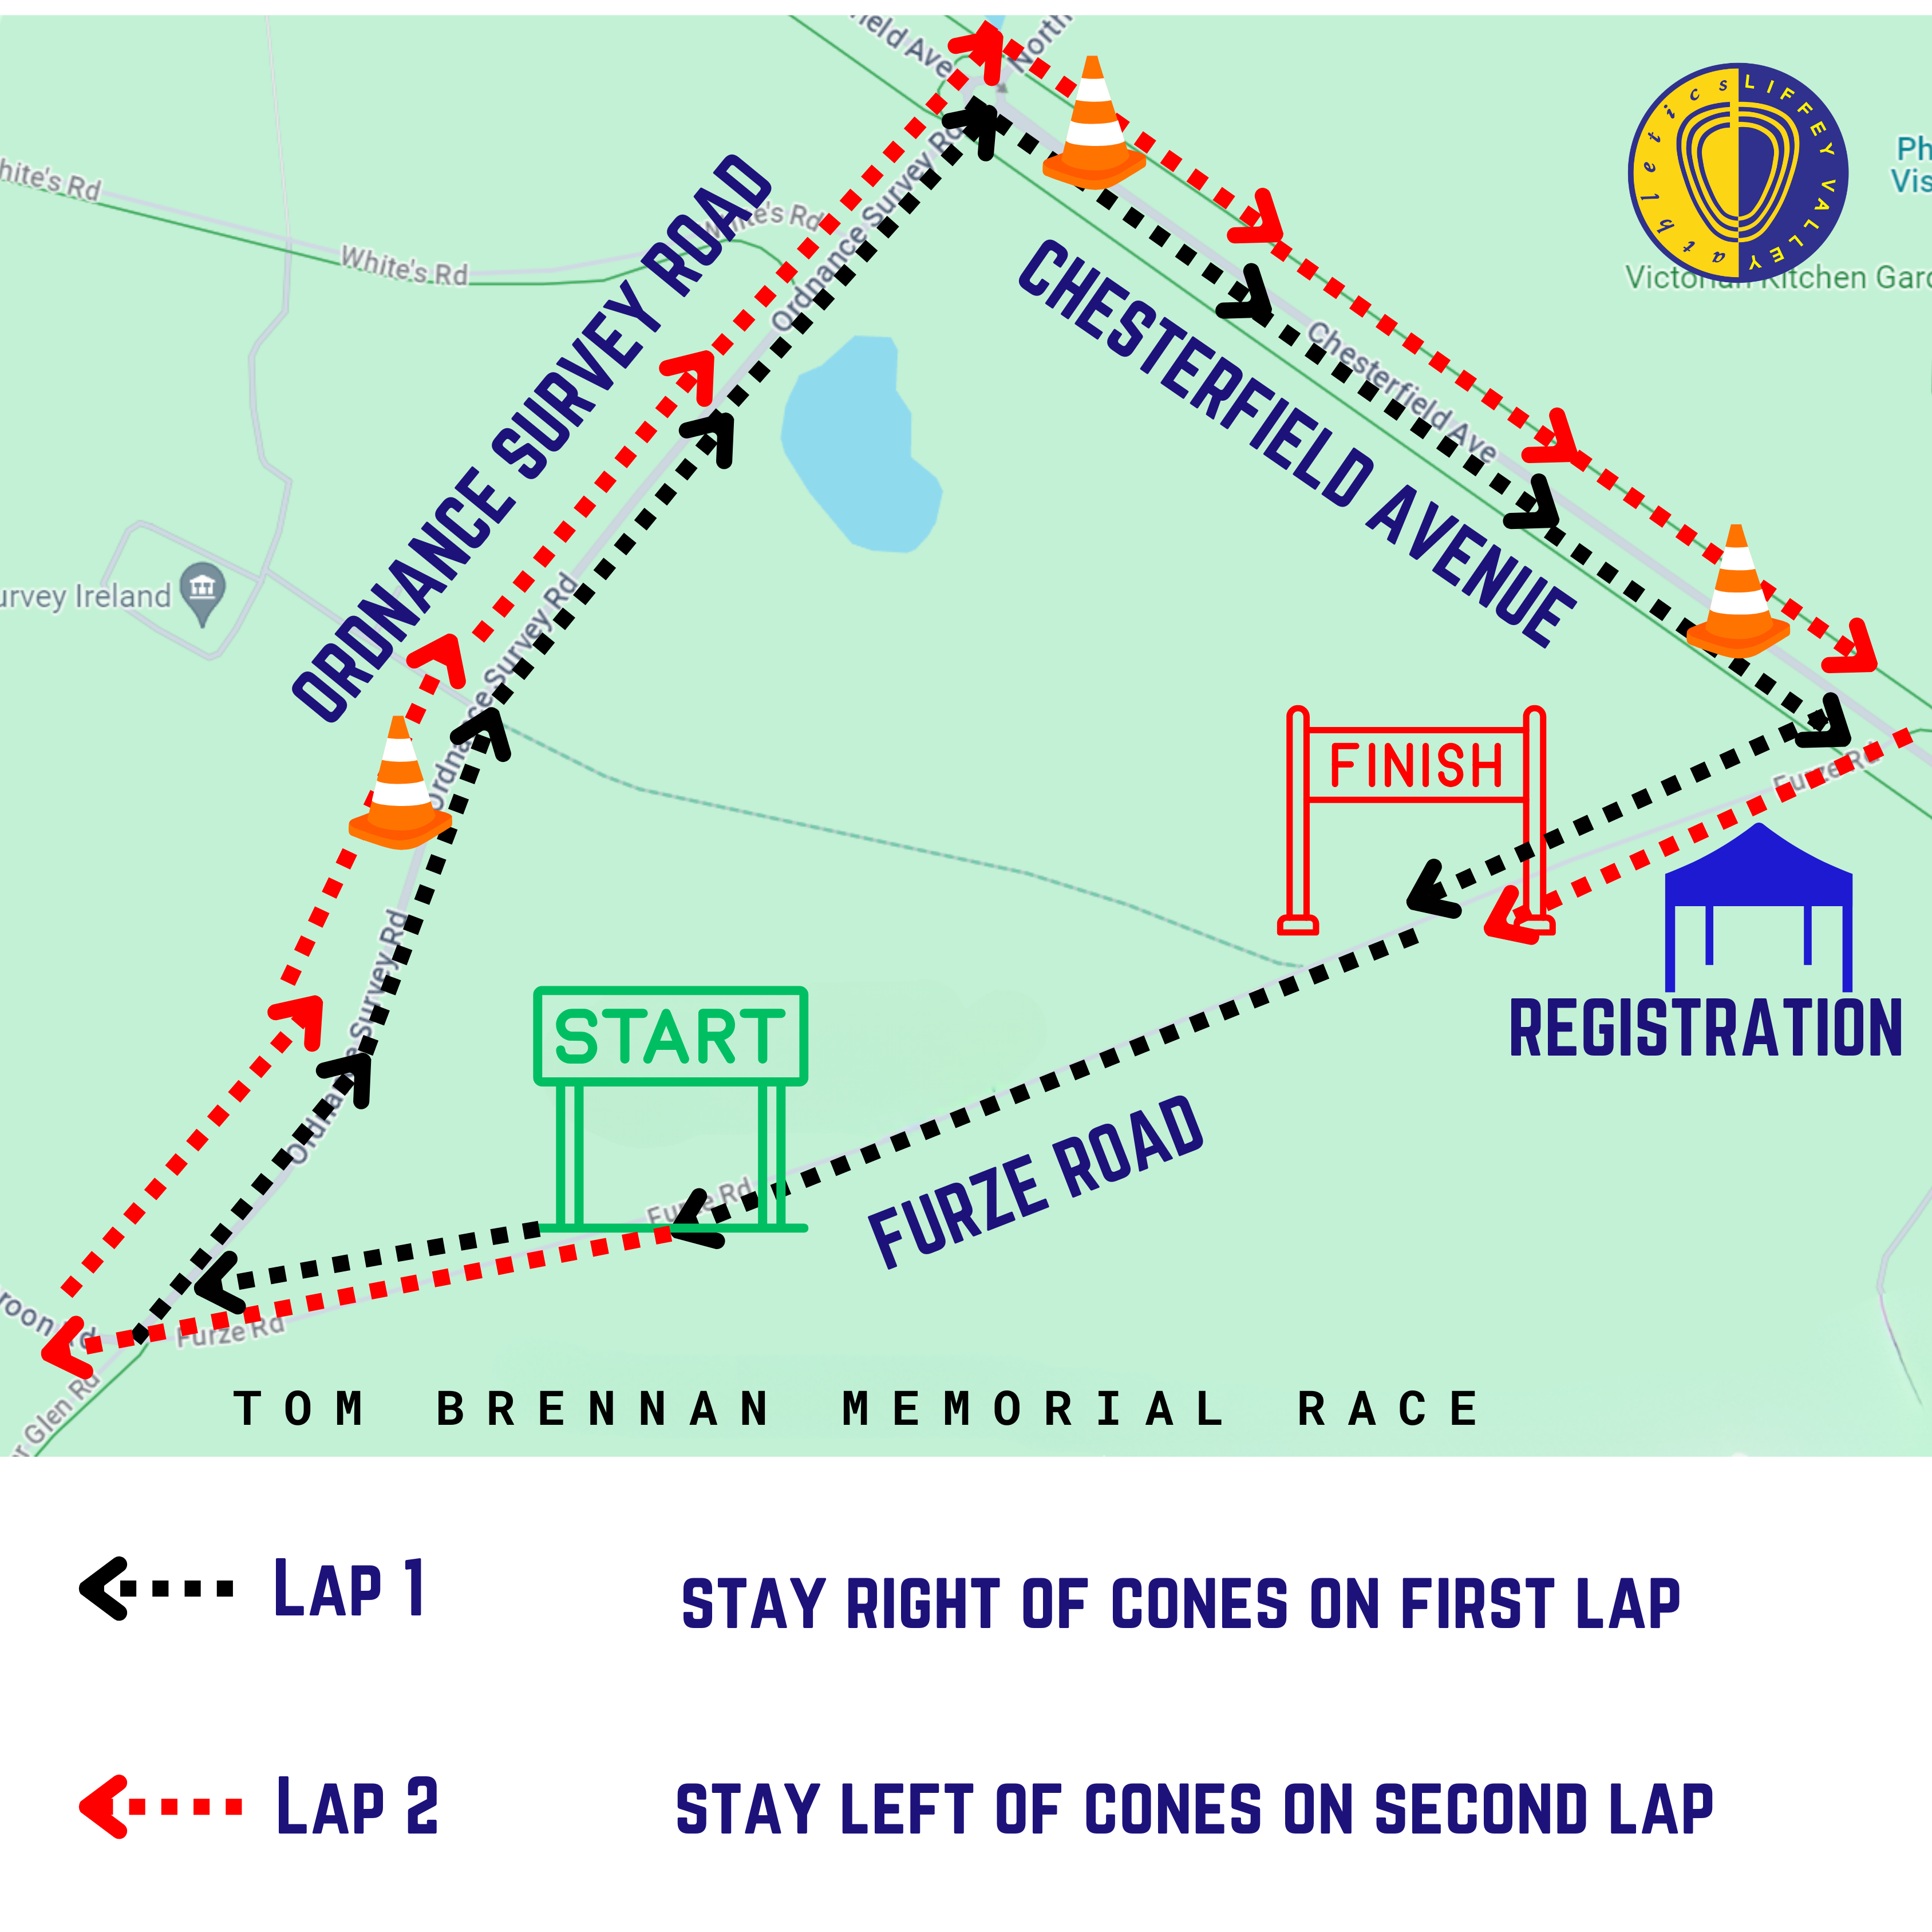 field Ave
North
hite's Rd
White's Rd
White's Rd
Ordnance Survey Rd
ORDNANCE SURVEY ROAD
LIFFEY VALLEY
athletics
Ph
Vis
Victorian Kitchen Gard
CHESTERFIELD AVENUE
Chesterfield Ave
urvey Ireland
Ordnance Survey Rd
Ordnance Survey Rd
FINISH
Furze Rd
REGISTRATION
START
Ordnance Survey Rd
Furze Rd
FURZE ROAD
roon Rd
Furze Rd
r Glen Rd
TOM BRENNAN MEMORIAL RACE
LAP 1
STAY RIGHT OF CONES ON FIRST LAP
LAP 2
STAY LEFT OF CONES ON SECOND LAP